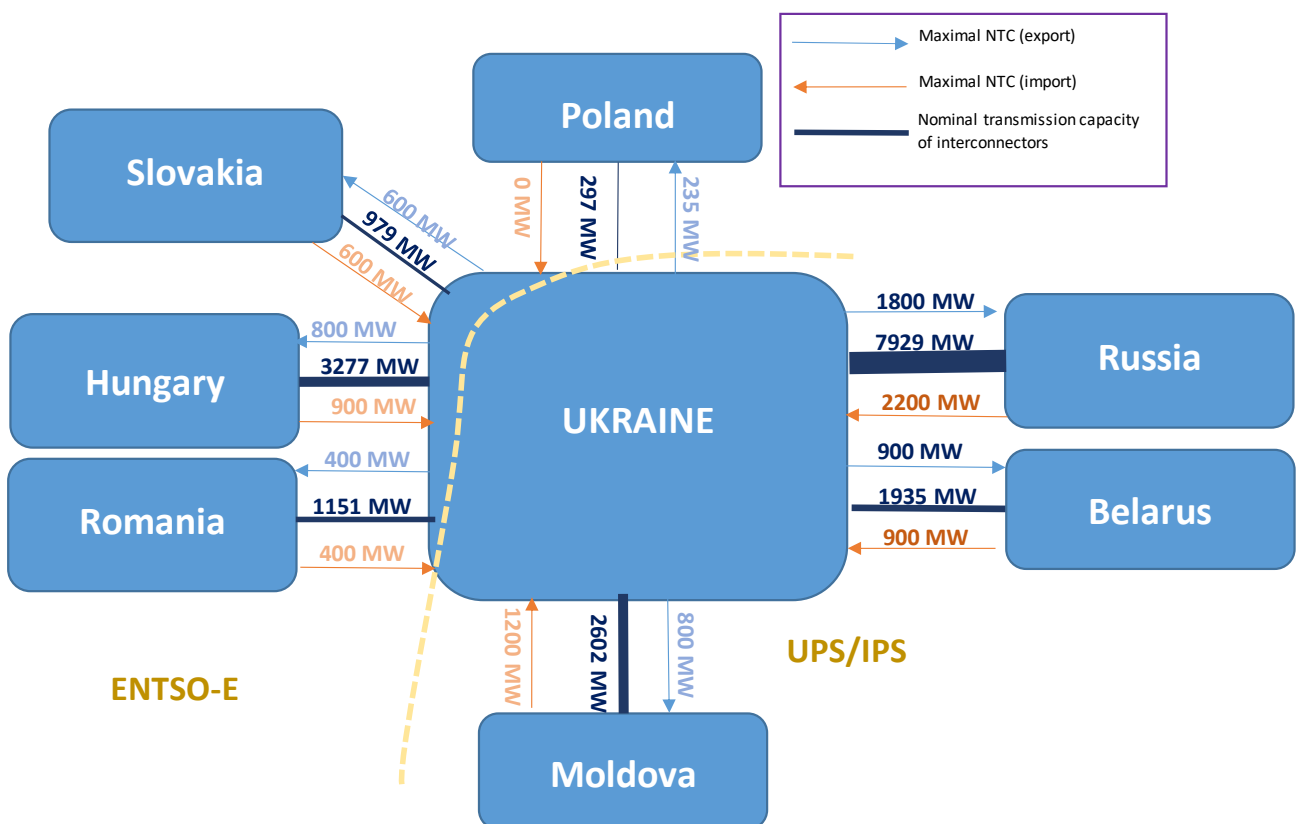 Maximal NTC (export)
Maximal NTC (import)
Nominal transmission capacity
of interconnectors
Poland
0 MW
297 MW
235 MW
Slovakia
600 MW
979 MW
600 MW
Hungary
800 MW
3277 MW
900 MW
Romania
400 MW
1151 MW
400 MW
UKRAINE
1800 MW
7929 MW
2200 MW
Russia
900 MW
1935 MW
900 MW
Belarus
1200 MW
2602 MW
800 MW
Moldova
ENTSO-E
UPS/IPS